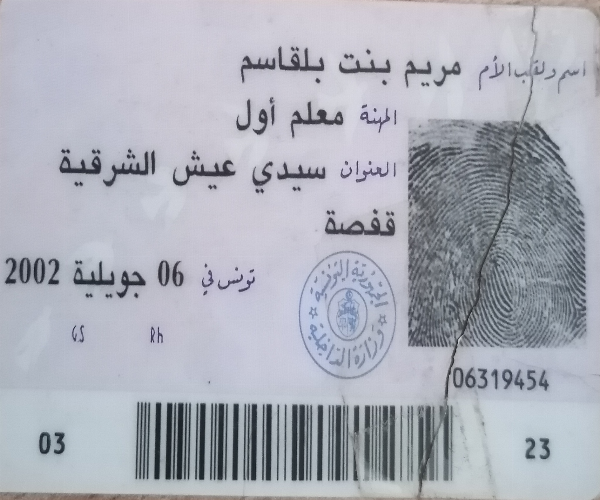 اسم ولقب الأم مريم بنت بلقاسم
المهنة معلم أول
العنوان سيدي عيش الشرقية
قفصة
تونس في 06 جويلية 2002
GS Rh
الجمهورية التونسية
وزارة الداخلية
06319454
03 23